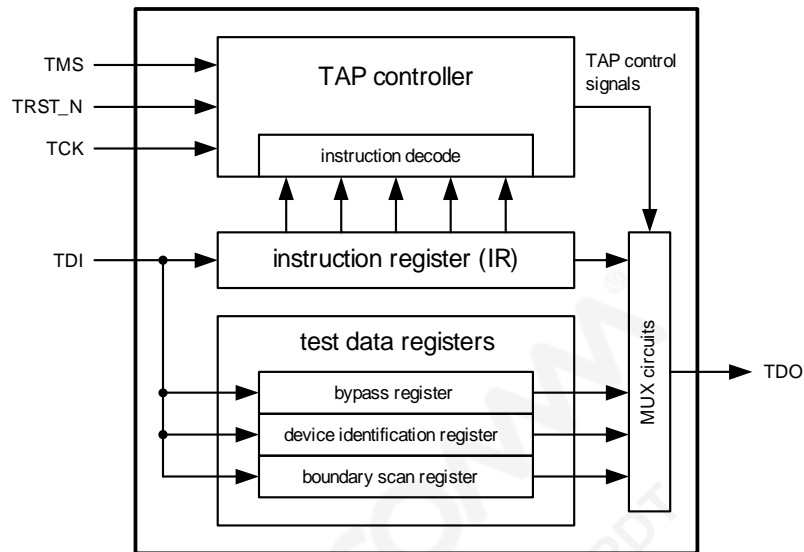 TMS
TRST_N
TCK
TDI
TAP controller
instruction decode
TAP control
signals
instruction register (IR)
test data registers
bypass register
device identification register
boundary scan register
MUX circuits
TDO